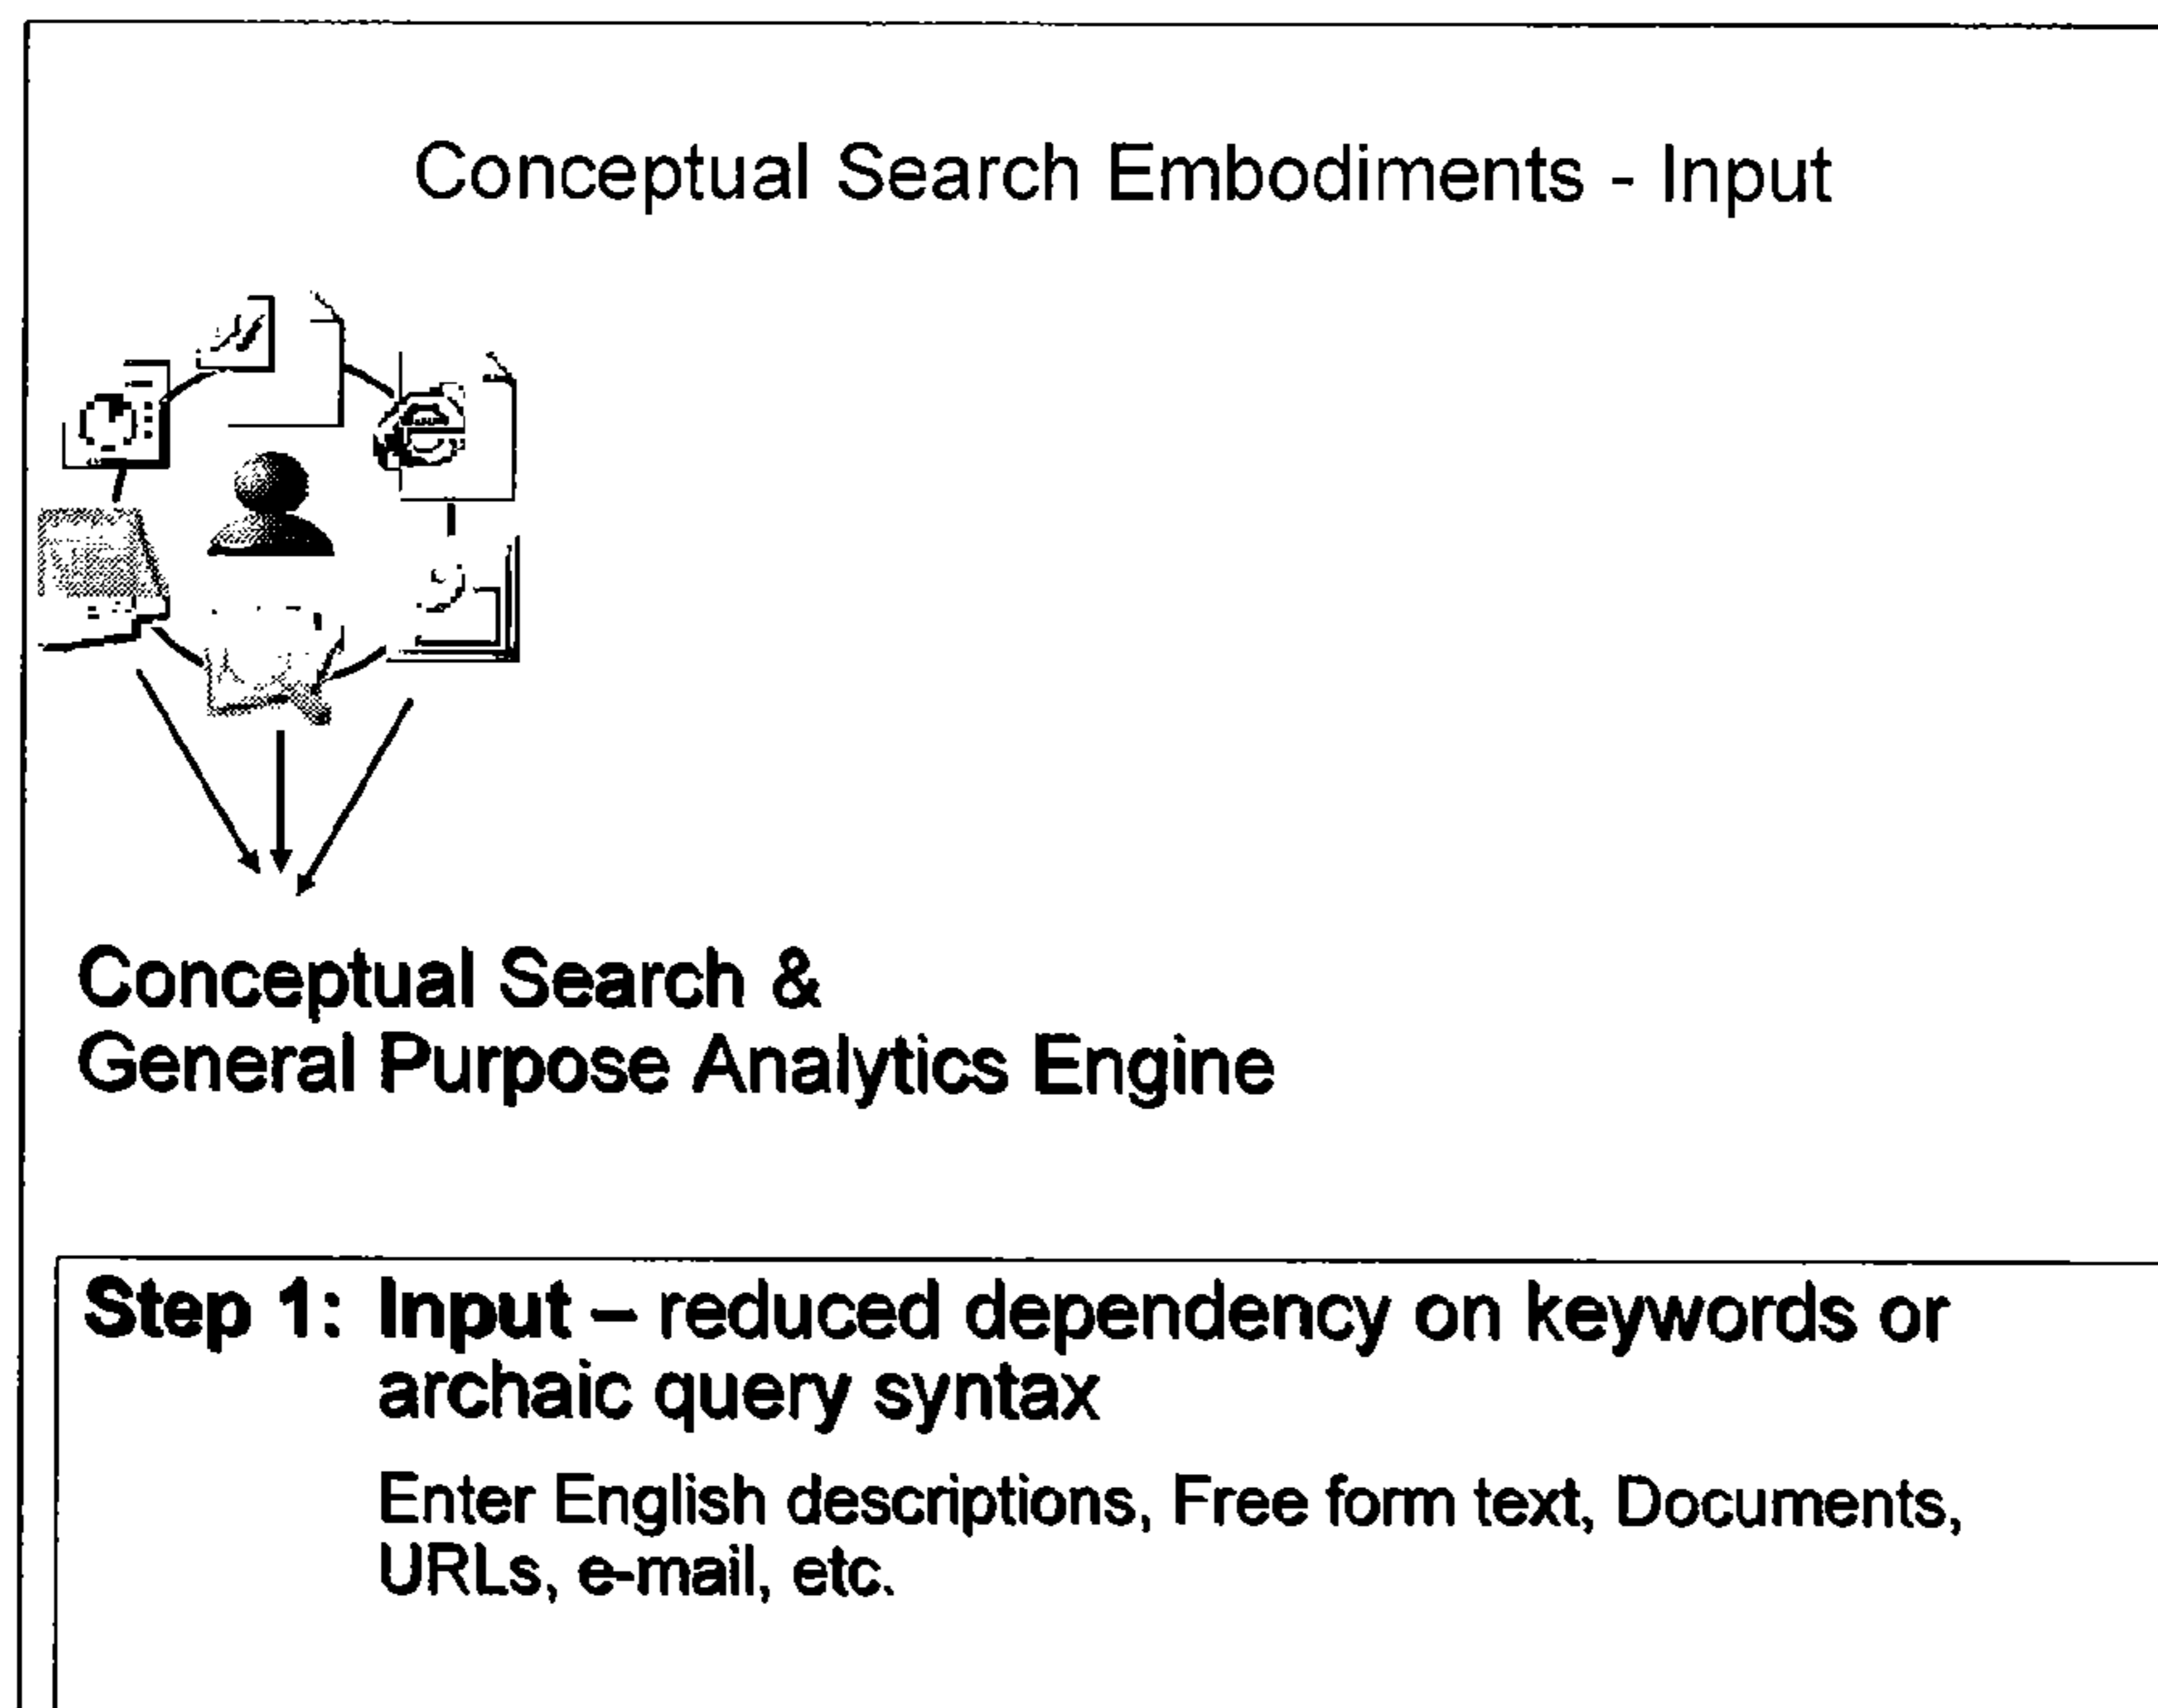 Conceptual Search Embodiments - Input
Conceptual Search &
General Purpose Analytics Engine
Step 1: Input – reduced dependency on keywords or
archaic query syntax
Enter English descriptions, Free form text, Documents,
URLs, e-mail, etc.